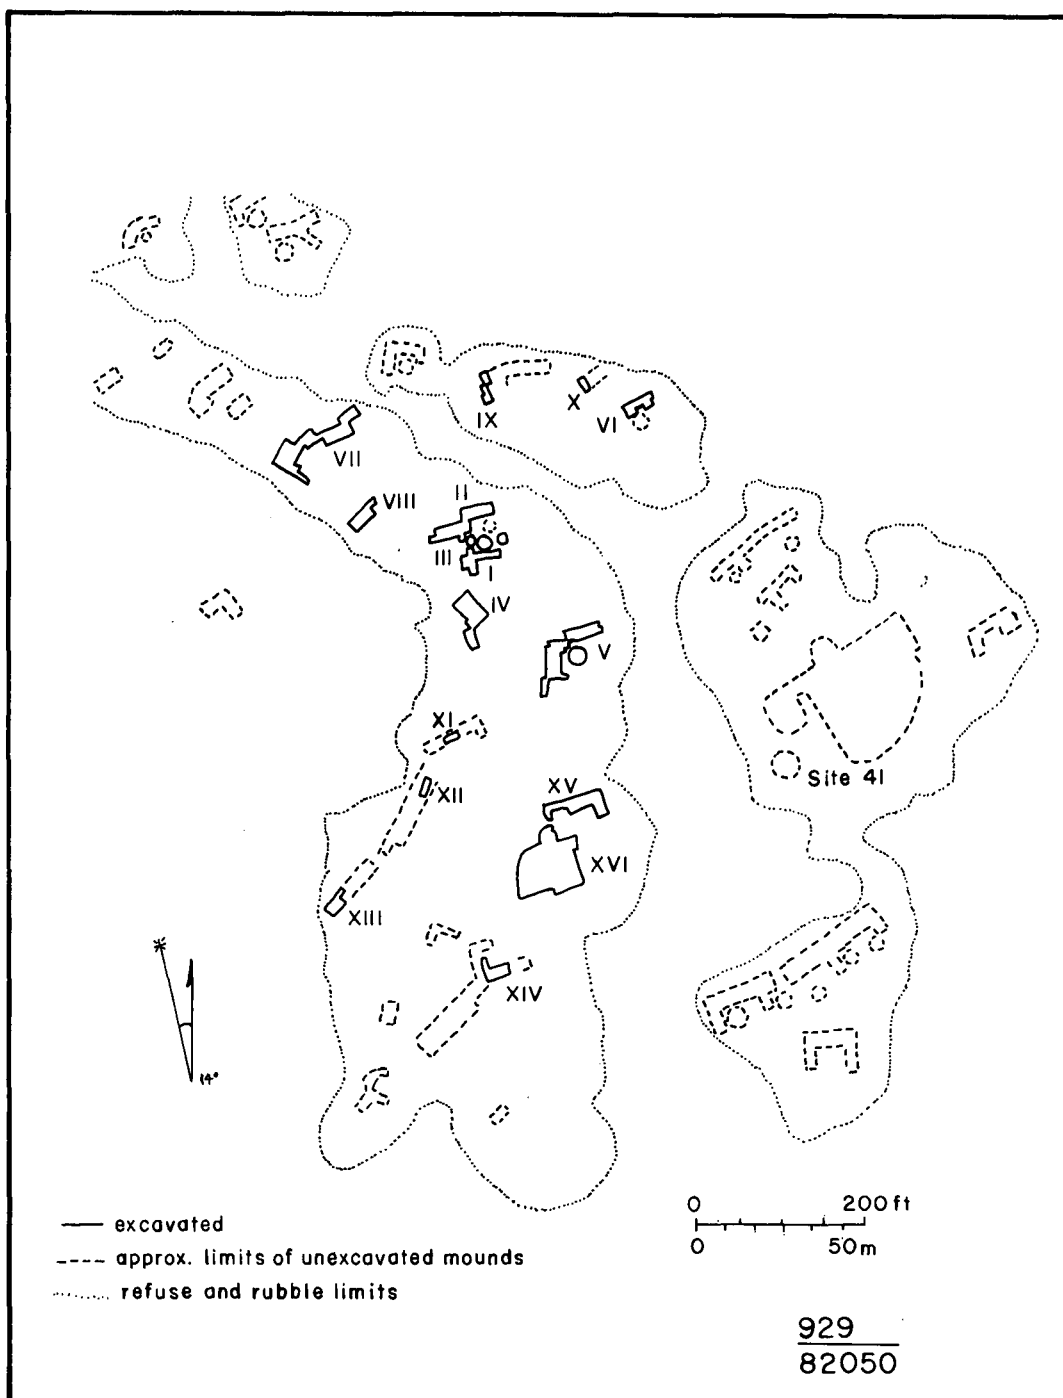 IX
X
VI
VII
VIII
II
III
I
IV
V
XI
Site 41
XII
XV
XVI
XIII
XIV
14°
0 200 ft
0 50 m
excavated
approx. limits of unexcavated mounds
refuse and rubble limits
929
82050